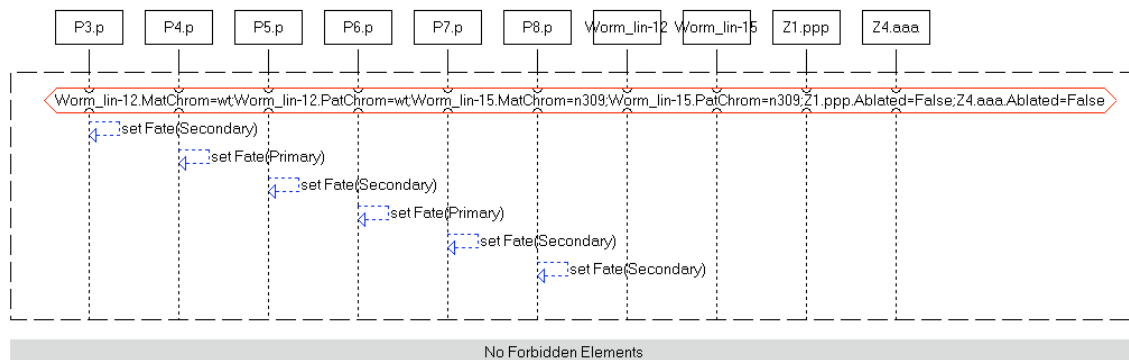 P3.p P4.p P5.p P6.p P7.p P8.p Worm_lin-12 Worm_lin-15 Z1.ppp Z4.aaa
Worm_lin-12.MatChrom=wt;Worm_lin-12.PatChrom=wt;Worm_lin-15.MatChrom=n309;Worm_lin-15.PatChrom=n309;Z1.ppp.Ablated=False;Z4.aaa.Ablated=False
set Fate(Secondary)
set Fate(Primary)
set Fate(Secondary)
set Fate(Primary)
set Fate(Secondary)
set Fate(Secondary)
No Forbidden Elements